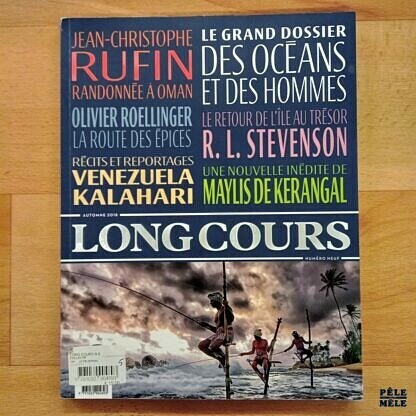 JEAN-CHRISTOPHE
RUFIN
RANDONNÉE À OMAN
OLIVIER ROELLINGER
LA ROUTE DES ÉPICES
RÉCITS ET REPORTAGES
VENEZUELA
KALAHARI
LE GRAND DOSSIER
DES OCÉANS
ET DES HOMMES
LE RETOUR DE L'ÎLE AU TRÉSOR
R. L. STEVENSON
UNE NOUVELLE INÉDITE DE
MAYLIS DE KERANGAL
AUTOMNE 2018
LONG COURS
NUMÉRO NEUF
PÊLE
MÊLE